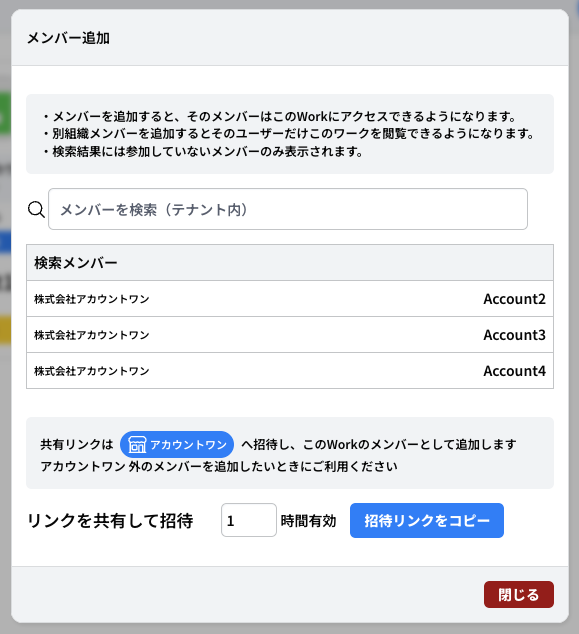 メンバー追加
・メンバーを追加すると、そのメンバーはこのWorkにアクセスできるようになります。
・別組織メンバーを追加するとそのユーザーだけこのワークを閲覧できるようになります。
・検索結果には参加していないメンバーのみ表示されます。
メンバーを検索（テナント内）
検索メンバー
株式会社アカウントワン Account2
株式会社アカウントワン Account3
株式会社アカウントワン Account4
共有リンクは アカウントワン へ招待し、このWorkのメンバーとして追加します
アカウントワン 外のメンバーを追加したいときにご利用ください
リンクを共有して招待 1 時間有効 招待リンクをコピー
閉じる